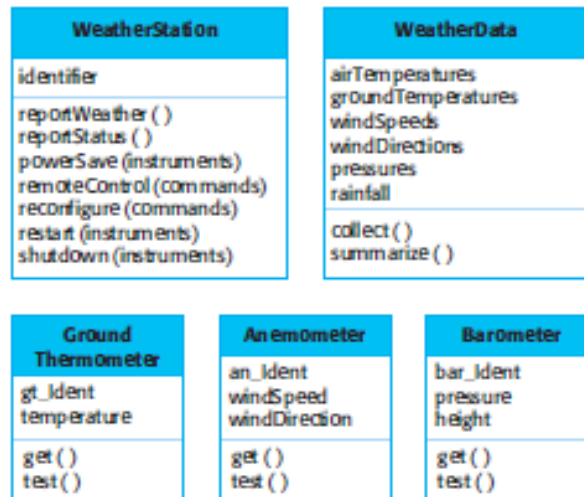 WeatherStation
identifier
reportWeather ( )
reportStatus ( )
powerSave (instruments)
remoteControl (commands)
reconfigure (commands)
restart (instruments)
shutdown (instruments)
WeatherData
airTemperatures
groundTemperatures
windSpeeds
windDirections
pressures
rainfall
collect ( )
summarize ( )
Ground
Thermometer
gt_Ident
temperature
get ( )
test ( )
Anemometer
an_Ident
windSpeed
windDirection
get ( )
test ( )
Barometer
bar_Ident
pressure
height
get ( )
test ( )